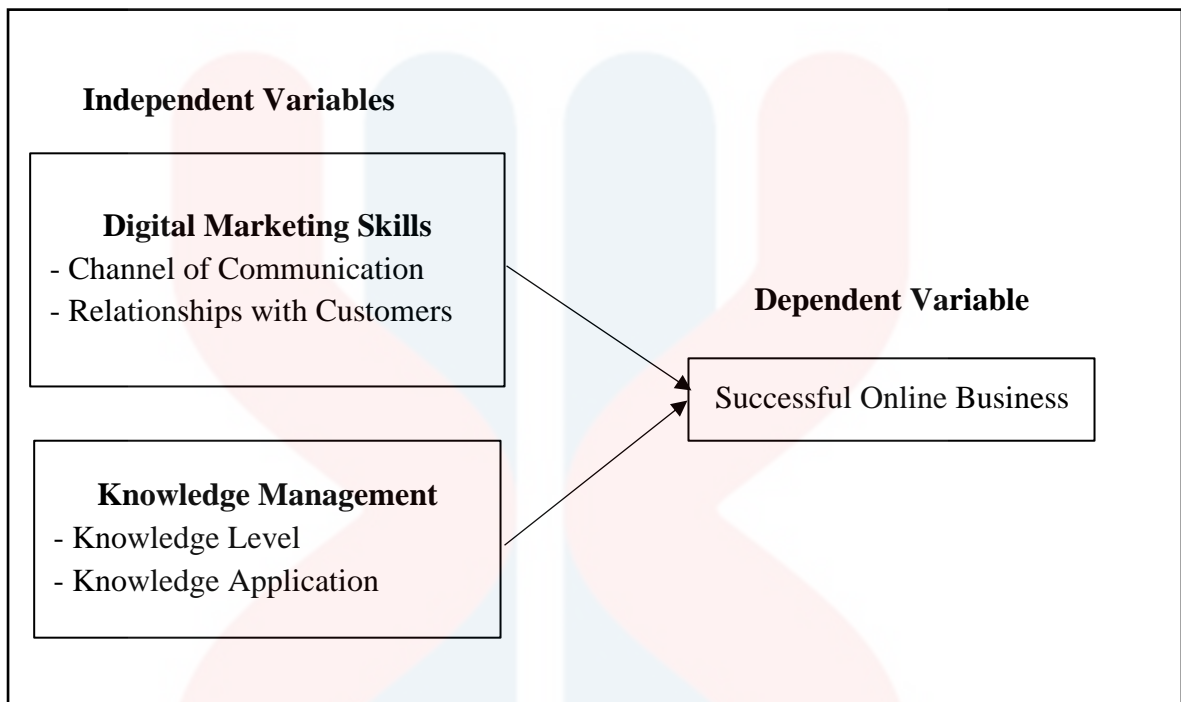 Independent Variables
Digital Marketing Skills
- Channel of Communication
- Relationships with Customers
Knowledge Management
- Knowledge Level
- Knowledge Application
Dependent Variable
Successful Online Business